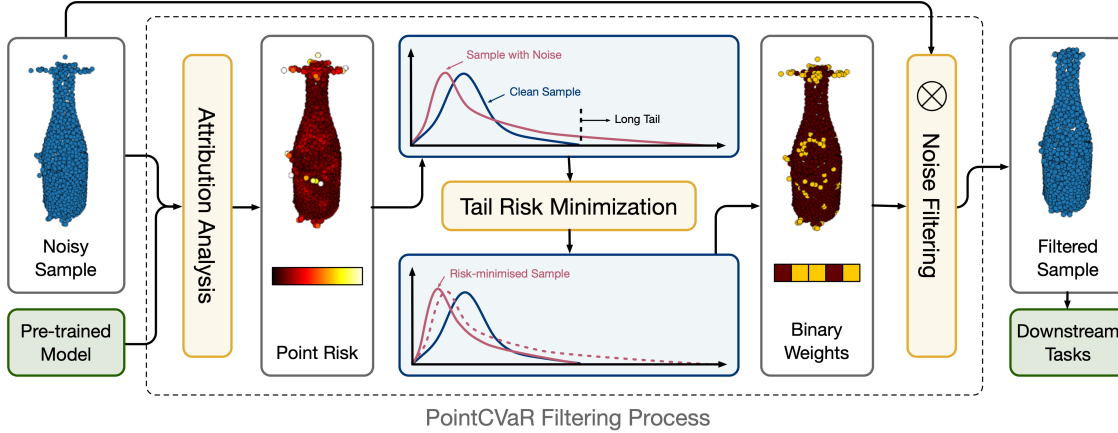 Noisy
Sample
Pre-trained
Model
Attribution Analysis
Point Risk
Sample with Noise
Clean Sample
Long Tail
Tail Risk Minimization
Risk-minimised Sample
Binary
Weights
Noise Filtering
Filtered
Sample
Downstream
Tasks
PointCVaR Filtering Process